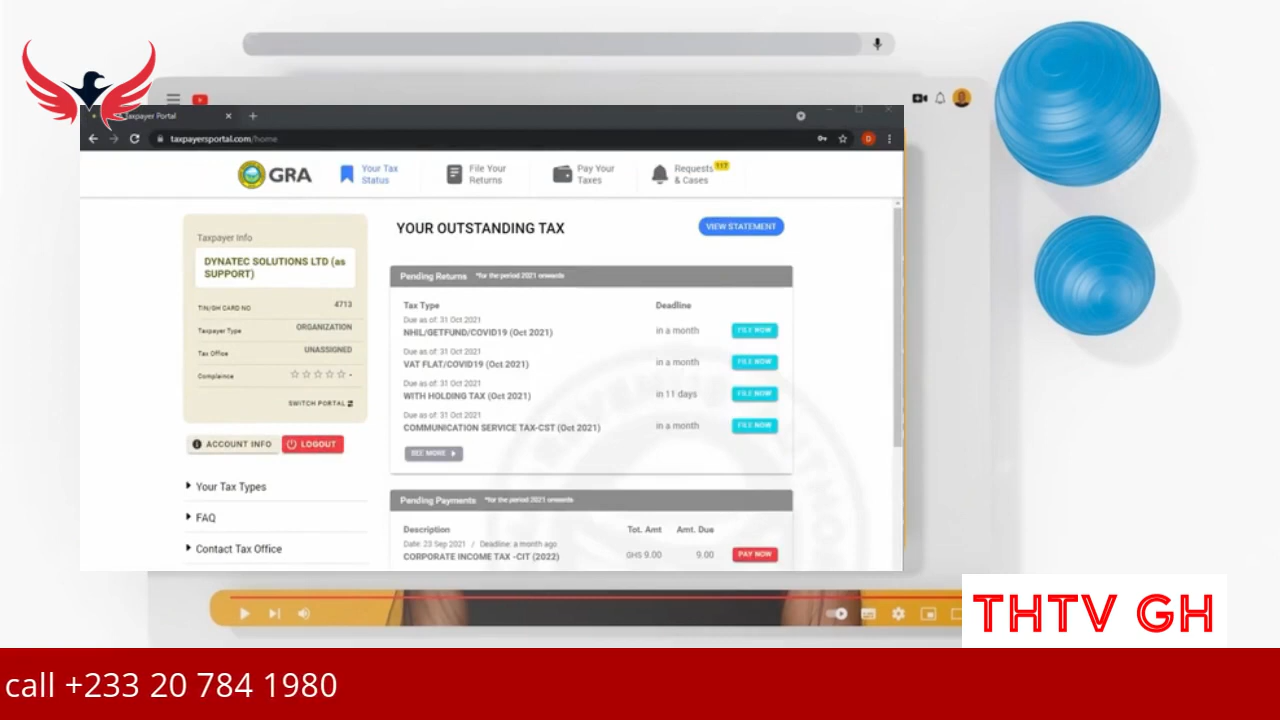 Taxpayer Portal
taxpayersportal.com/home
GRA
Your Tax
Status
File Your
Returns
Pay Your
Taxes
Requests 117
& Cases
Taxpayer Info
DYNATEC SOLUTIONS LTD (as
SUPPORT)
TIN/GH CARD NO 4713
Taxpayer Type ORGANIZATION
Tax Office UNASSIGNED
Compliance
SWITCH PORTAL
ACCOUNT INFO LOGOUT
Your Tax Types
FAQ
Contact Tax Office
YOUR OUTSTANDING TAX VIEW STATEMENT
Pending Returns *for the period 2021 onwards
Tax Type Deadline
Due as of: 31 Oct 2021
NHIL/GETFUND/COVID19 (Oct 2021) in a month FILE NOW
Due as of: 31 Oct 2021
VAT FLAT/COVID19 (Oct 2021) in a month FILE NOW
Due as of: 31 Oct 2021
WITH HOLDING TAX (Oct 2021) in 11 days FILE NOW
Due as of: 31 Oct 2021
COMMUNICATION SERVICE TAX-CST (Oct 2021) in a month FILE NOW
SEE MORE
Pending Payments *for the period 2021 onwards
Description Tot. Amt Amt. Due
Date: 23 Sep 2021 / Deadline: a month ago
CORPORATE INCOME TAX -CIT (2022) GHS 9.00 9.00 PAY NOW
THTV GH
call +233 20 784 1980